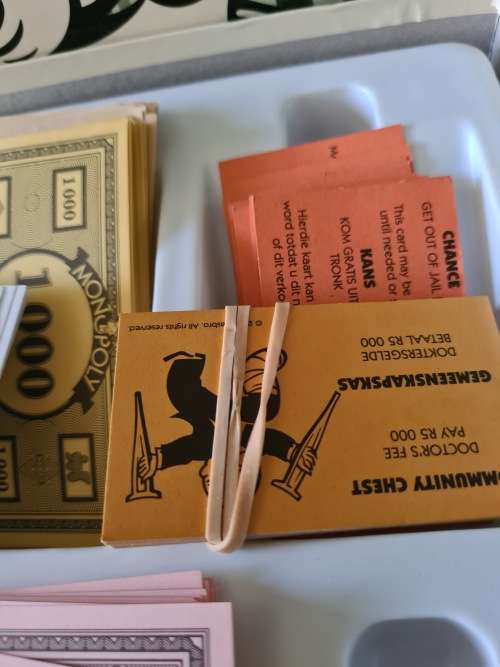 1000
1000
MONOPOLY
1000
CHANCE
GET OUT OF JAIL
This card may be
until needed or
KANS
KOM GRATIS UIT
TRONK
Hierdie kaart kan
word totdat u dit n
of dit verko
COMMUNITY CHEST
DOCTOR'S FEE
PAY R5 000
GEMEENSKAPSKAS
DOKTERSGELDE
BETAAL R5 000
All rights reserved.